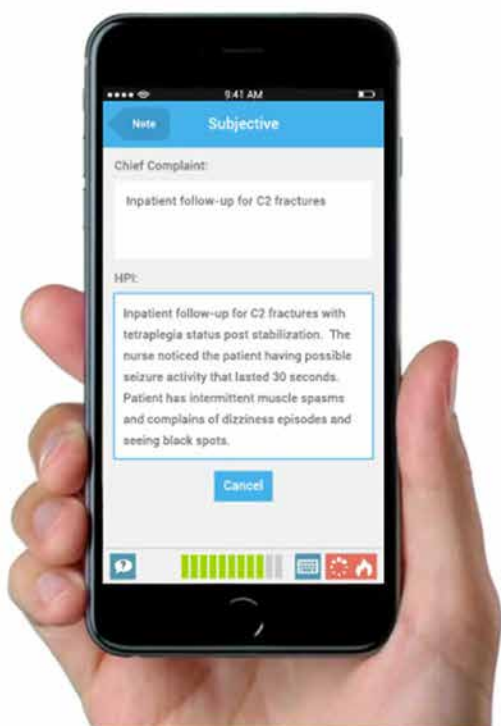 9:41 AM
Note
Subjective
Chief Complaint:
Inpatient follow-up for C2 fractures
HPI:
Inpatient follow-up for C2 fractures with
tetraplegia status post stabilization. The
nurse noticed the patient having possible
seizure activity that lasted 30 seconds.
Patient has intermittent muscle spasms
and complains of dizziness episodes and
seeing black spots.
Cancel
?